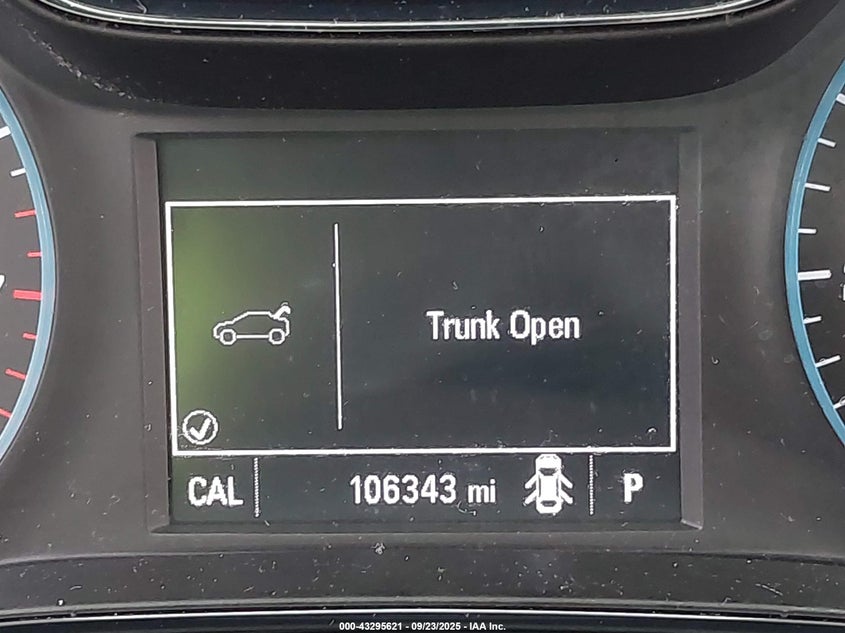 Trunk Open
CAL 106343 mi P
000-43295621 - 09/23/2025 - IAA Inc.